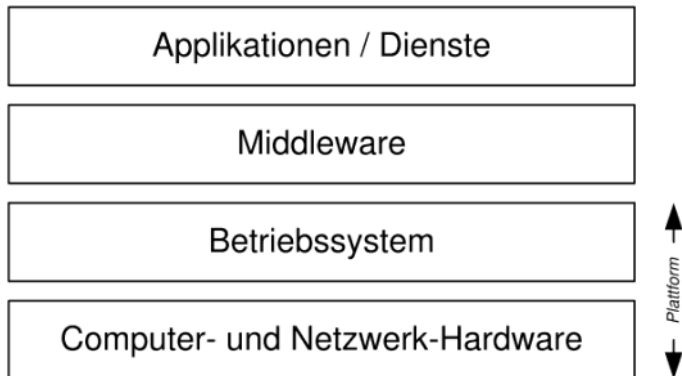 Applikationen / Dienste
Middleware
Betriebssystem
Plattform
Computer- und Netzwerk-Hardware